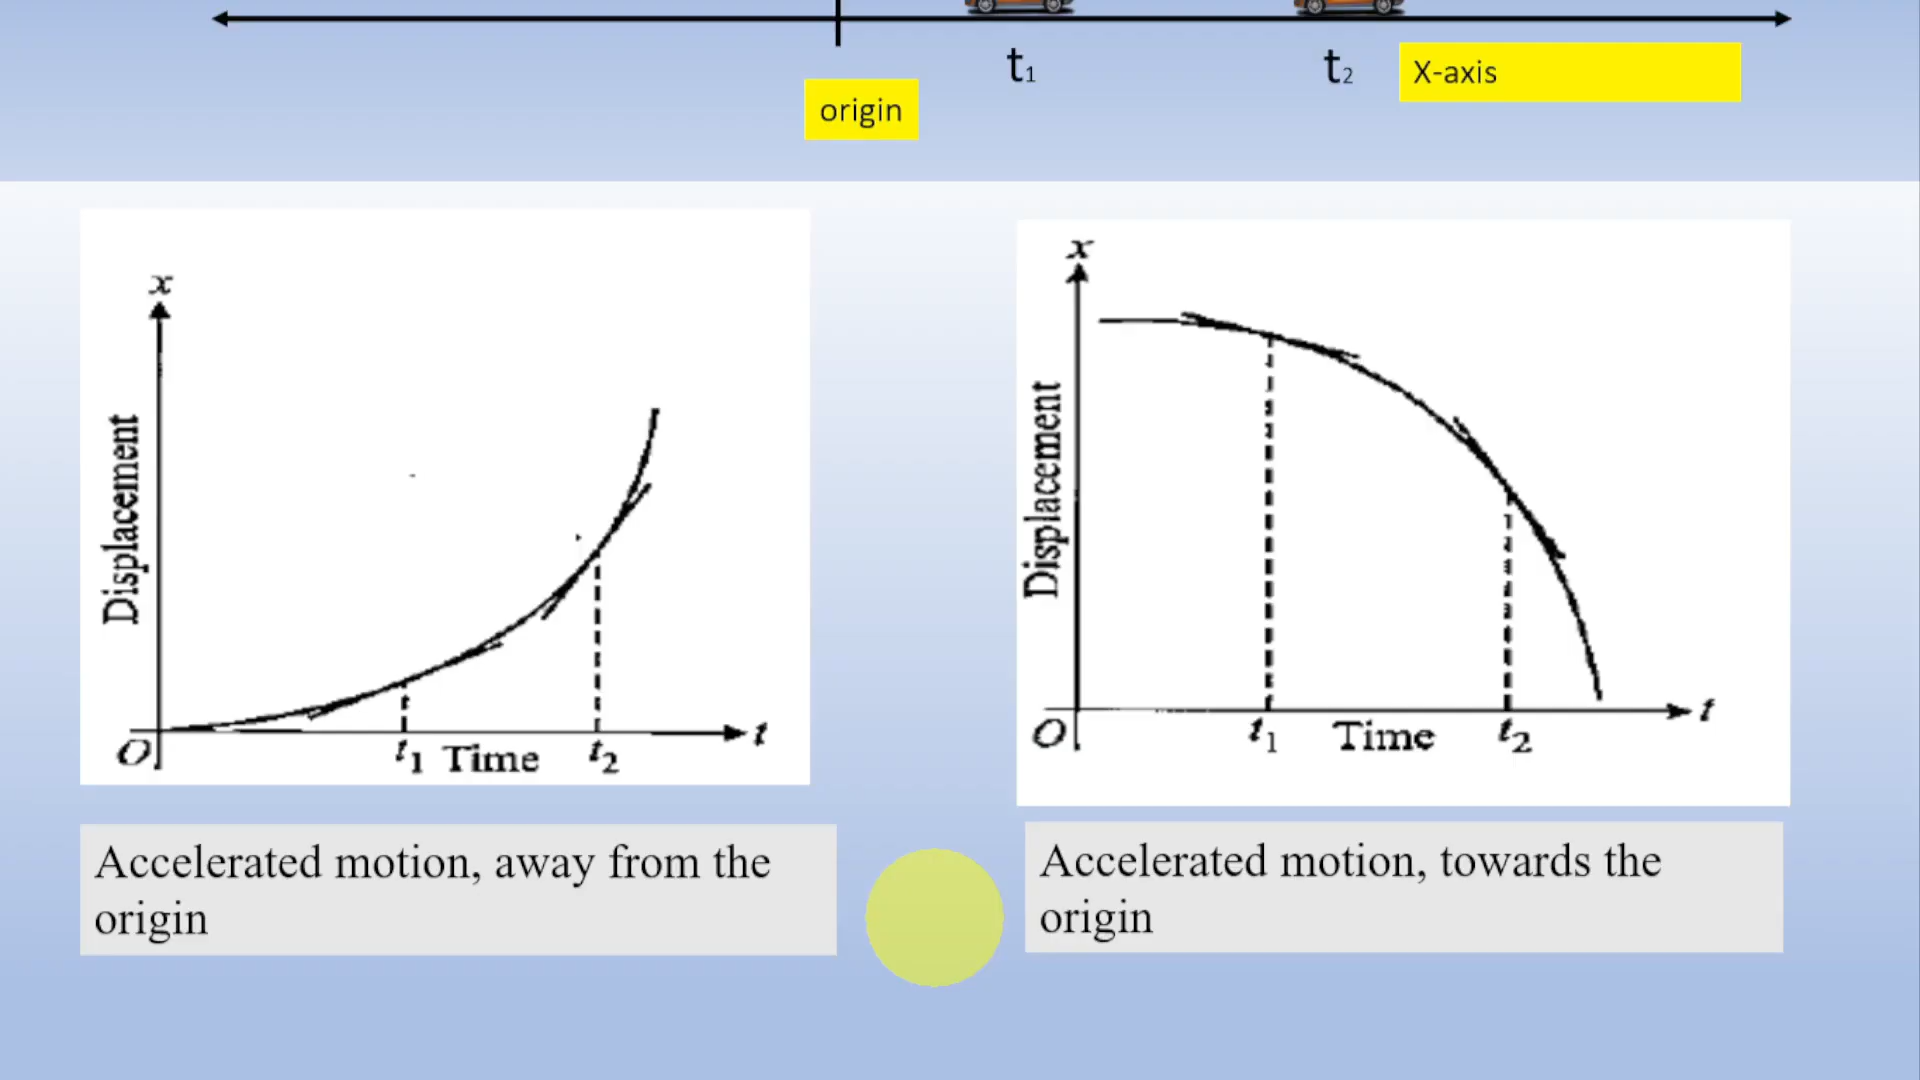 t1
t2
X-axis
origin
x
Displacement
O
t1 Time t2
t
Accelerated motion, away from the
origin
x
Displacement
O
t1 Time t2
t
Accelerated motion, towards the
origin